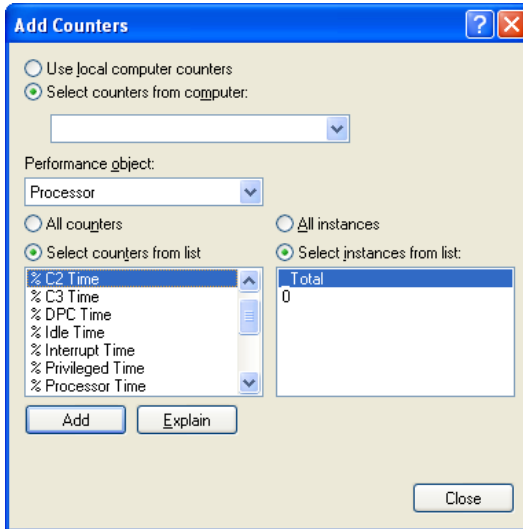 Add Counters
Use local computer counters
Select counters from computer:
Performance object:
Processor
All counters
All instances
Select counters from list
Select instances from list:
% C2 Time
% C3 Time
% DPC Time
% Idle Time
% Interrupt Time
% Privileged Time
% Processor Time
_Total
0
Add
Explain
Close